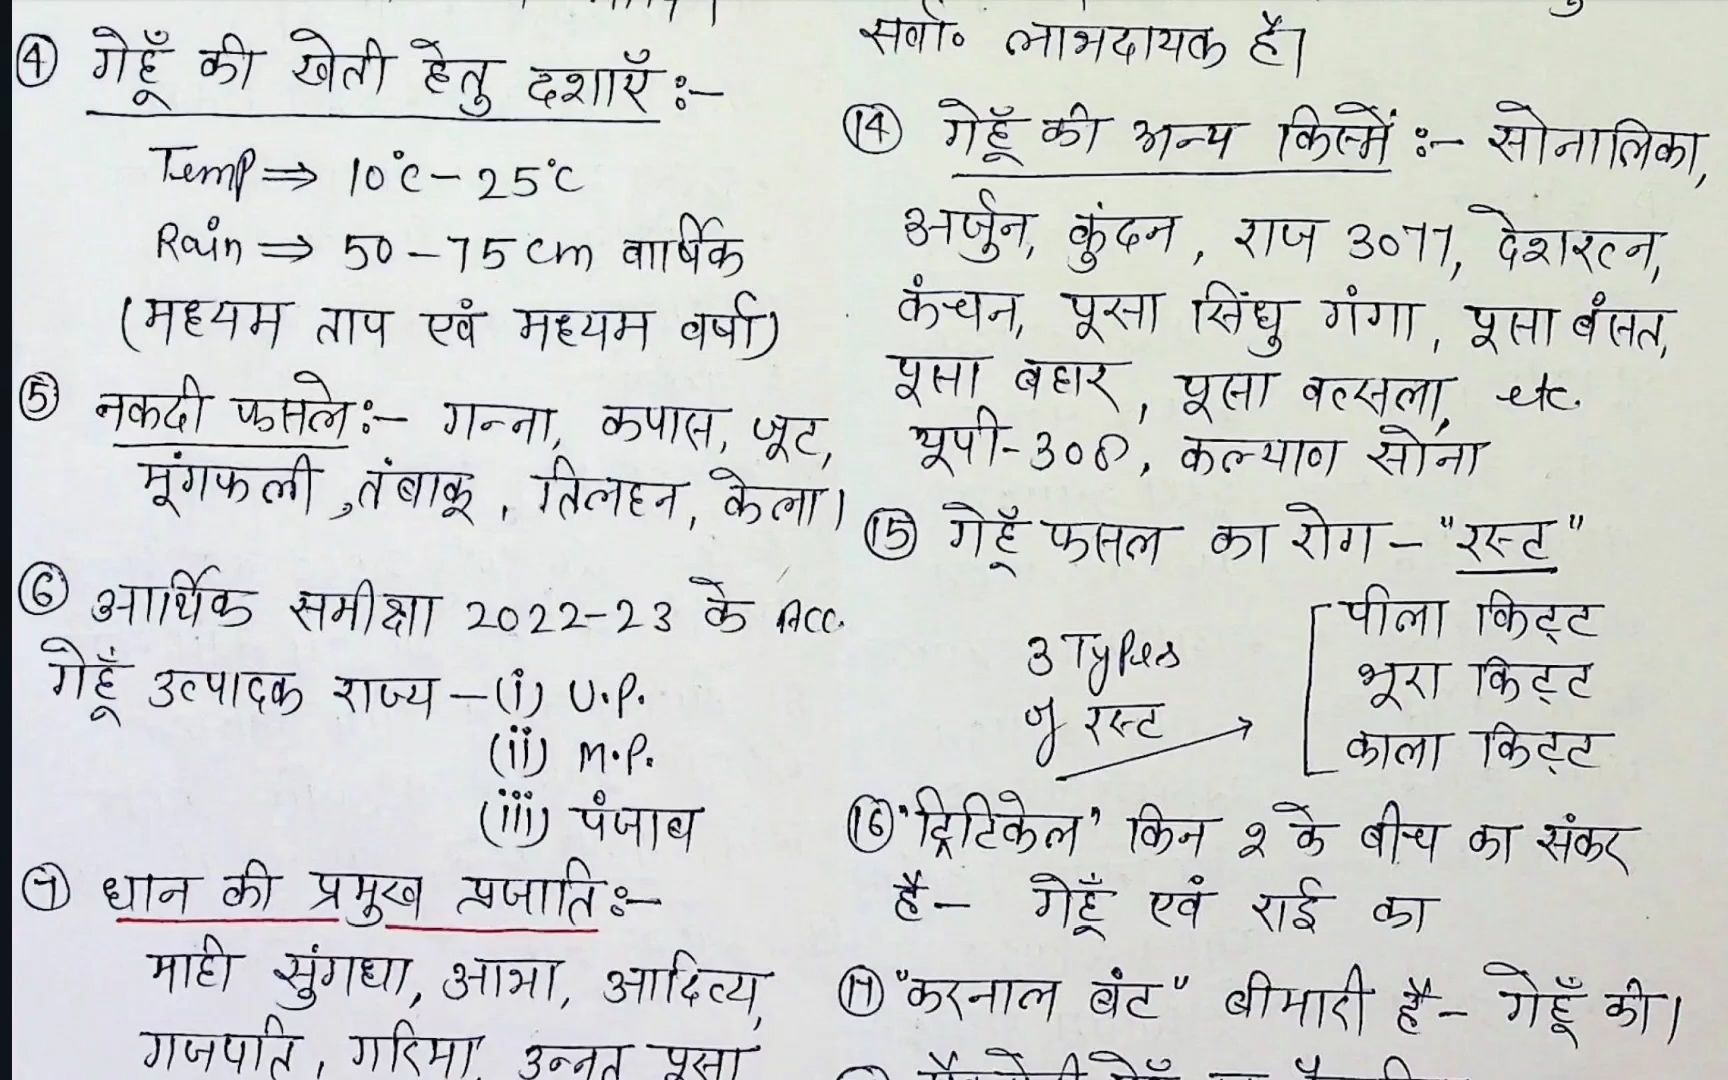 ④ गेहूँ की खेती हेतु दशाएँ :-
Temp ⇒ 10°C - 25°C
Rain ⇒ 50 - 75 cm वार्षिक
(मध्यम ताप एवं मध्यम वर्षा)
⑤ नकदी फसले :- गन्ना, कपास, जूट,
मूंगफली, तंबाकू, तिलहन, केला।
⑥ आर्थिक समीक्षा 2022-23 के Acc.
गेहूँ उत्पादक राज्य - (i) U.P.
(ii) M.P.
(iii) पंजाब
⑦ धान की प्रमुख प्रजाति :-
माही सुंगधा, आभा, आदित्य,
गजपति, गरिमा, उन्नत पूसा
सर्वा० लाभदायक है।
⑭ गेहूँ की अन्य किस्में :- सोनालिका,
अर्जुन, कुंदन, राज 3077, देशरत्न,
कंचन, पूसा सिंधु गंगा, पूसा बंसत,
पूसा बहार, पूसा वत्सला, etc.
यूपी-308, कल्याण सोना
⑮ गेहूँ फसल का रोग - "रस्ट"
3 Types
of रस्ट →
पीला किट्ट
भूरा किट्ट
काला किट्ट
⑯ 'ट्रिटिकेल' किन 2 के बीच का संकर
है - गेहूँ एवं राई का
⑰ "करनाल बंट" बीमारी है - गेहूँ की।